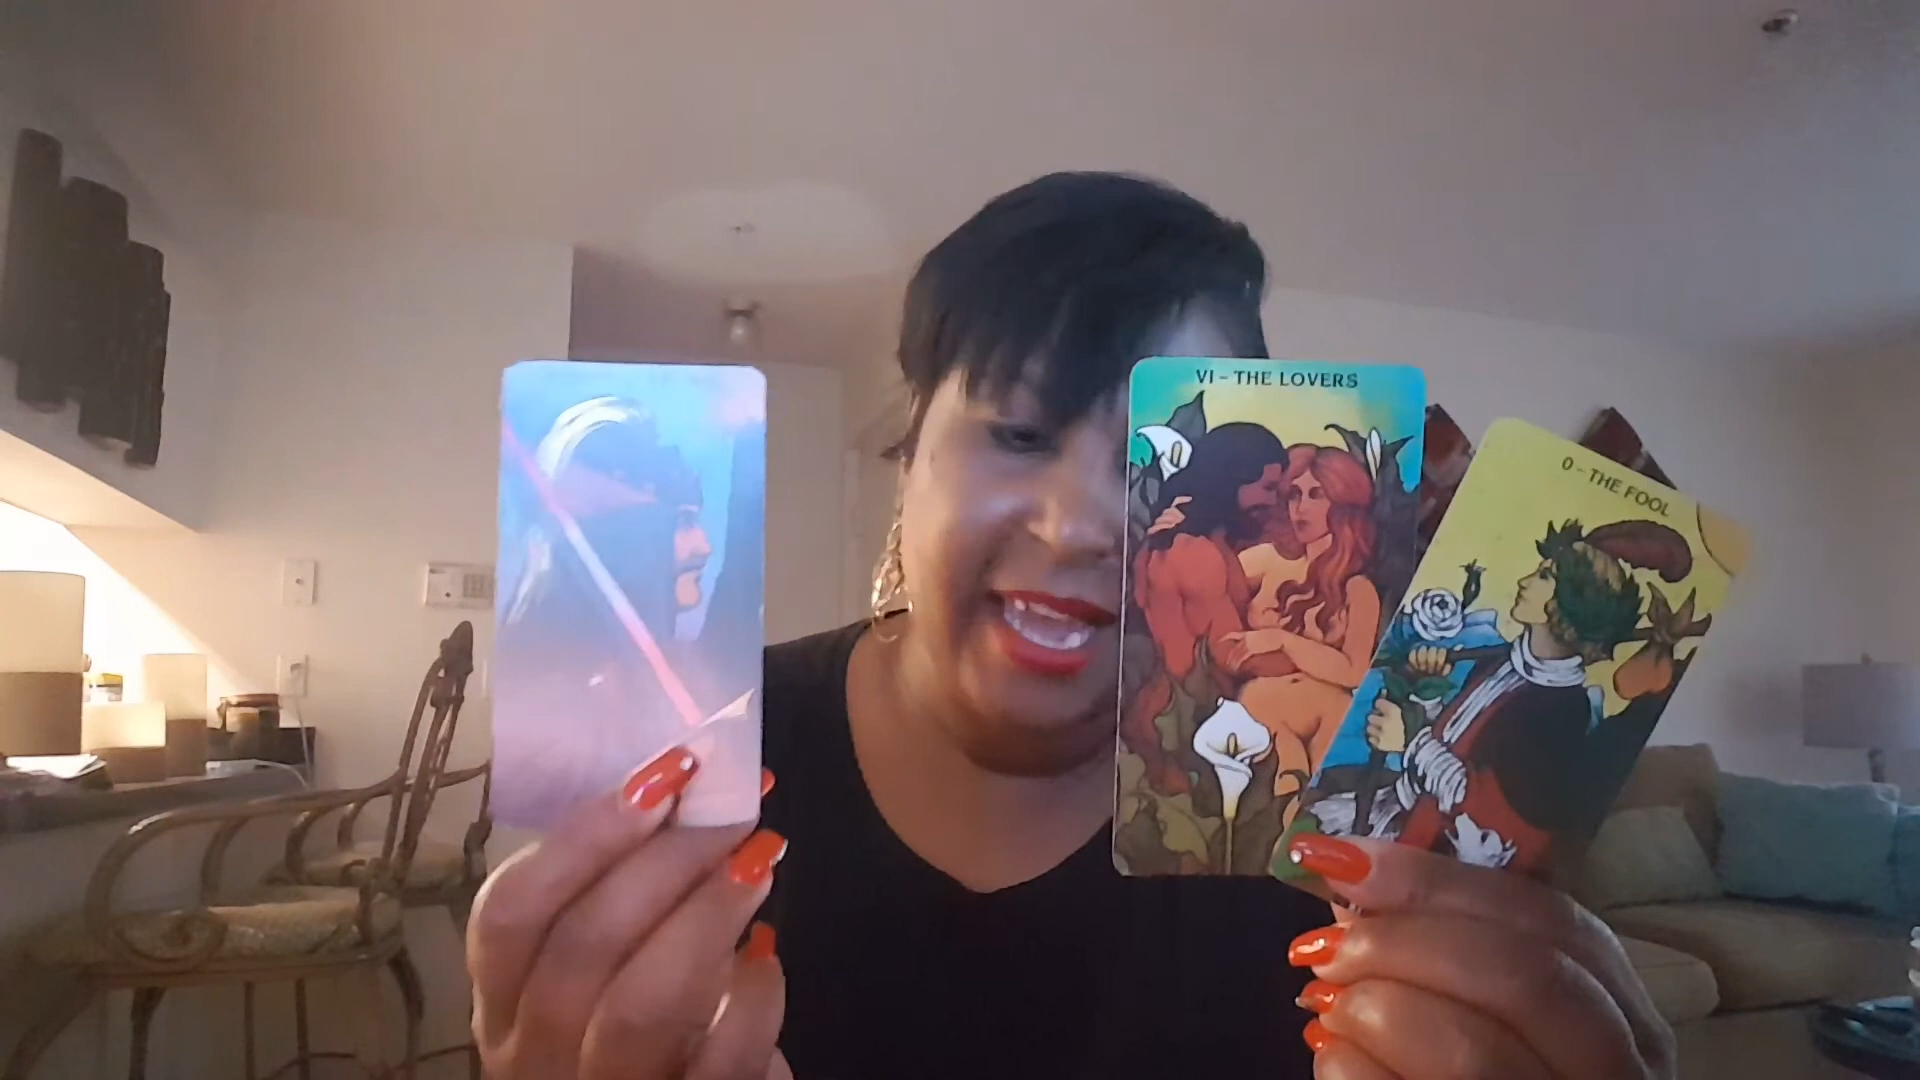 VI – THE LOVERS
0 – THE FOOL